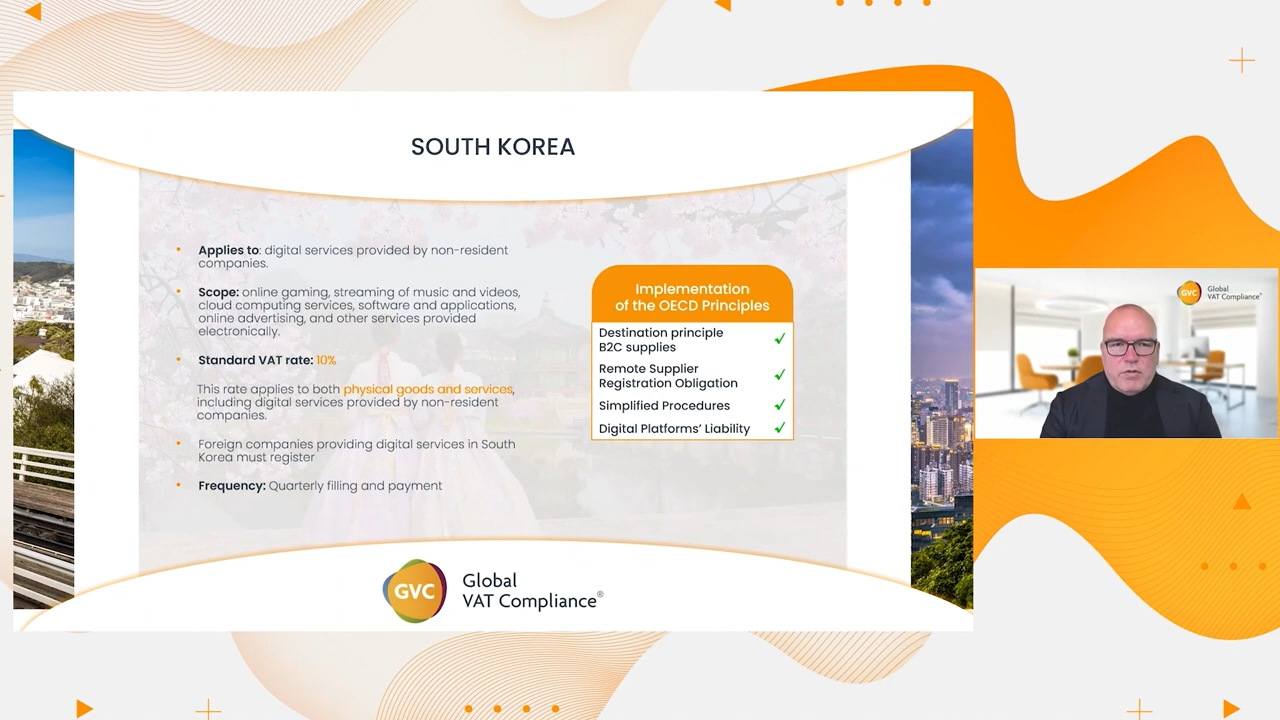 SOUTH KOREA
• Applies to: digital services provided by non-resident
companies.
• Scope: online gaming, streaming of music and videos,
cloud computing services, software and applications,
online advertising, and other services provided
electronically.
• Standard VAT rate: 10%
This rate applies to both physical goods and services,
including digital services provided by non-resident
companies.
• Foreign companies providing digital services in South
Korea must register
• Frequency: Quarterly filling and payment
Implementation
of the OECD Principles
Destination principle
B2C supplies ✓
Remote Supplier
Registration Obligation ✓
Simplified Procedures ✓
Digital Platforms’ Liability ✓
GVC
Global
VAT Compliance®
GVC
Global
VAT Compliance®